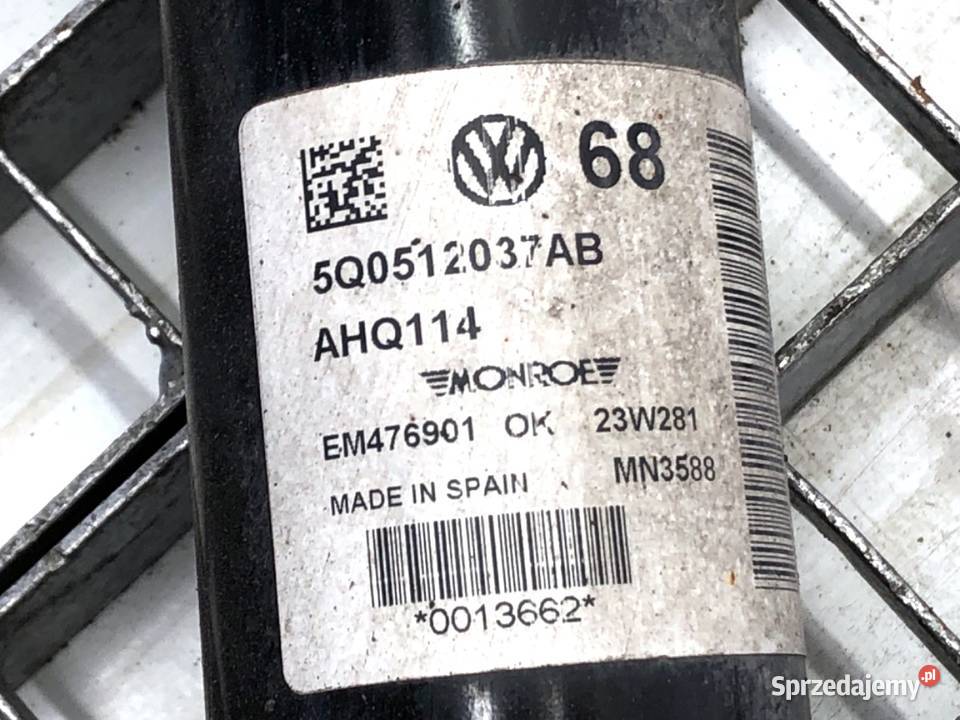 68
5Q0512037AB
AHQ114
MONROE
EM476901 OK 23W281
MADE IN SPAIN MN3588
*0013662*
Sprzedajemy.pl